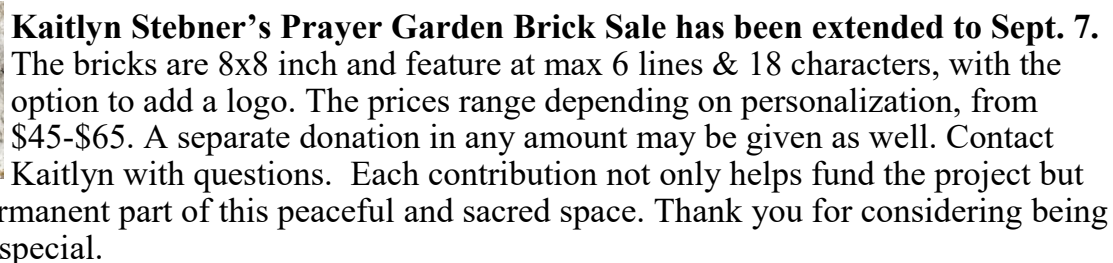 Kaitlyn Stebner’s Prayer Garden Brick Sale has been extended to Sept. 7.
The bricks are 8x8 inch and feature at max 6 lines & 18 characters, with the
option to add a logo. The prices range depending on personalization, from
$45-$65. A separate donation in any amount may be given as well. Contact
Kaitlyn with questions.  Each contribution not only helps fund the project but
rmanent part of this peaceful and sacred space. Thank you for considering being
special.